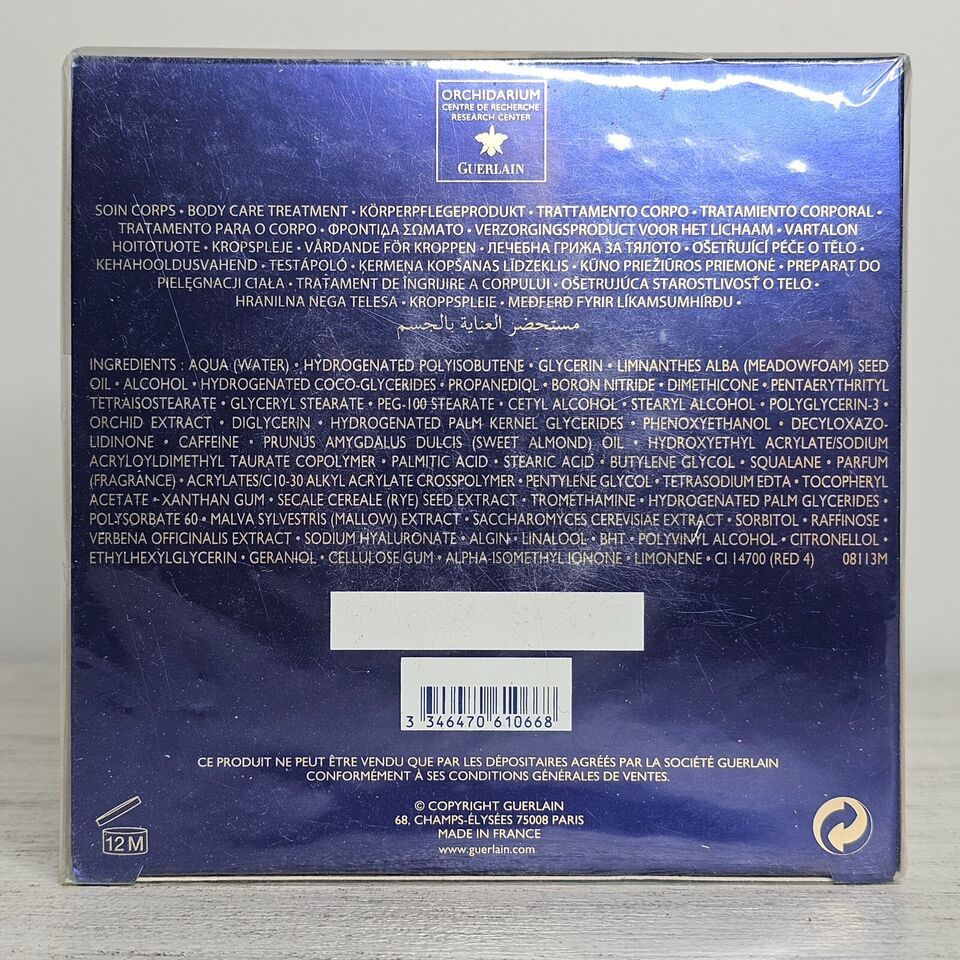 ORCHIDARIUM
CENTRE DE RECHERCHE
RESEARCH CENTER
GUERLAIN
SOIN CORPS • BODY CARE TREATMENT • KÖRPERPFLEGEPRODUKT • TRATTAMENTO CORPO • TRATAMIENTO CORPORAL •
TRATAMENTO PARA O CORPO • ΦΡΟΝΤΙΔΑ ΣΩΜΑΤΟ • VERZORGINGSPRODUCT VOOR HET LICHAAM • VARTALON
HOITOTUOTE • KROPSPLEJE • VÅRDANDE FÖR KROPPEN • ЛЕЧЕБНА ГРИЖА ЗА ТЯЛОТО • OŠETŘUJÍCÍ PÉČE O TĚLO •
KEHAHOOLDUSVAHEND • TESTÁPOLÓ • ĶERMEŅA KOPŠANAS LĪDZEKLIS • KŪNO PRIEŽIŪROS PRIEMONĖ • PREPARAT DO
PIELĘGNACJI CIAŁA • TRATAMENT DE ÎNGRIJIRE A CORPULUI • OŠETRUJÚCA STAROSTLIVOSŤ O TELO •
HRANILNA NEGA TELESA • KROPPSPLEIE • MEÐFERÐ FYRIR LÍKAMSUMHIRÐU •
مستحضر العناية بالجسم
INGREDIENTS : AQUA (WATER) • HYDROGENATED POLYISOBUTENE • GLYCERIN • LIMNANTHES ALBA (MEADOWFOAM) SEED
OIL • ALCOHOL • HYDROGENATED COCO-GLYCERIDES • PROPANEDIOL • BORON NITRIDE • DIMETHICONE • PENTAERYTHRITYL
TETRAISOSTEARATE • GLYCERYL STEARATE • PEG-100 STEARATE • CETYL ALCOHOL • STEARYL ALCOHOL • POLYGLYCERIN-3 •
ORCHID EXTRACT • DIGLYCERIN • HYDROGENATED PALM KERNEL GLYCERIDES • PHENOXYETHANOL • DECYLOXAZO-
LIDINONE • CAFFEINE • PRUNUS AMYGDALUS DULCIS (SWEET ALMOND) OIL • HYDROXYETHYL ACRYLATE/SODIUM
ACRYLOYLDIMETHYL TAURATE COPOLYMER • PALMITIC ACID • STEARIC ACID • BUTYLENE GLYCOL • SQUALANE • PARFUM
(FRAGRANCE) • ACRYLATES/C10-30 ALKYL ACRYLATE CROSSPOLYMER • PENTYLENE GLYCOL • TETRASODIUM EDTA • TOCOPHERYL
ACETATE • XANTHAN GUM • SECALE CEREALE (RYE) SEED EXTRACT • TROMETHAMINE • HYDROGENATED PALM GLYCERIDES •
POLYSORBATE 60 • MALVA SYLVESTRIS (MALLOW) EXTRACT • SACCHAROMYCES CEREVISIAE EXTRACT • SORBITOL • RAFFINOSE •
VERBENA OFFICINALIS EXTRACT • SODIUM HYALURONATE • ALGIN • LINALOOL • BHT • POLYVINYL ALCOHOL • CITRONELLOL •
ETHYLHEXYLGLYCERIN • GERANIOL • CELLULOSE GUM • ALPHA-ISOMETHYL IONONE • LIMONENE • CI 14700 (RED 4) 08113M
3 346470 610668
CE PRODUIT NE PEUT ÊTRE VENDU QUE PAR LES DÉPOSITAIRES AGRÉÉS PAR LA SOCIÉTÉ GUERLAIN
CONFORMÉMENT À SES CONDITIONS GÉNÉRALES DE VENTES.
© COPYRIGHT GUERLAIN
68, CHAMPS-ÉLYSÉES 75008 PARIS
MADE IN FRANCE
www.guerlain.com
12 M